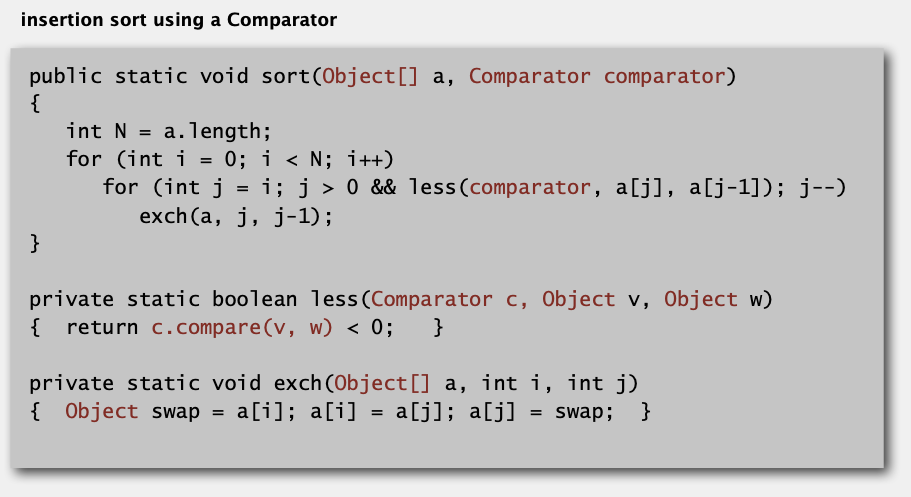 insertion sort using a Comparator
public static void sort(Object[] a, Comparator comparator)
{
   int N = a.length;
   for (int i = 0; i < N; i++)
      for (int j = i; j > 0 && less(comparator, a[j], a[j-1]); j--)
         exch(a, j, j-1);
}
private static boolean less(Comparator c, Object v, Object w)
{  return c.compare(v, w) < 0;   }
private static void exch(Object[] a, int i, int j)
{  Object swap = a[i]; a[i] = a[j]; a[j] = swap;  }